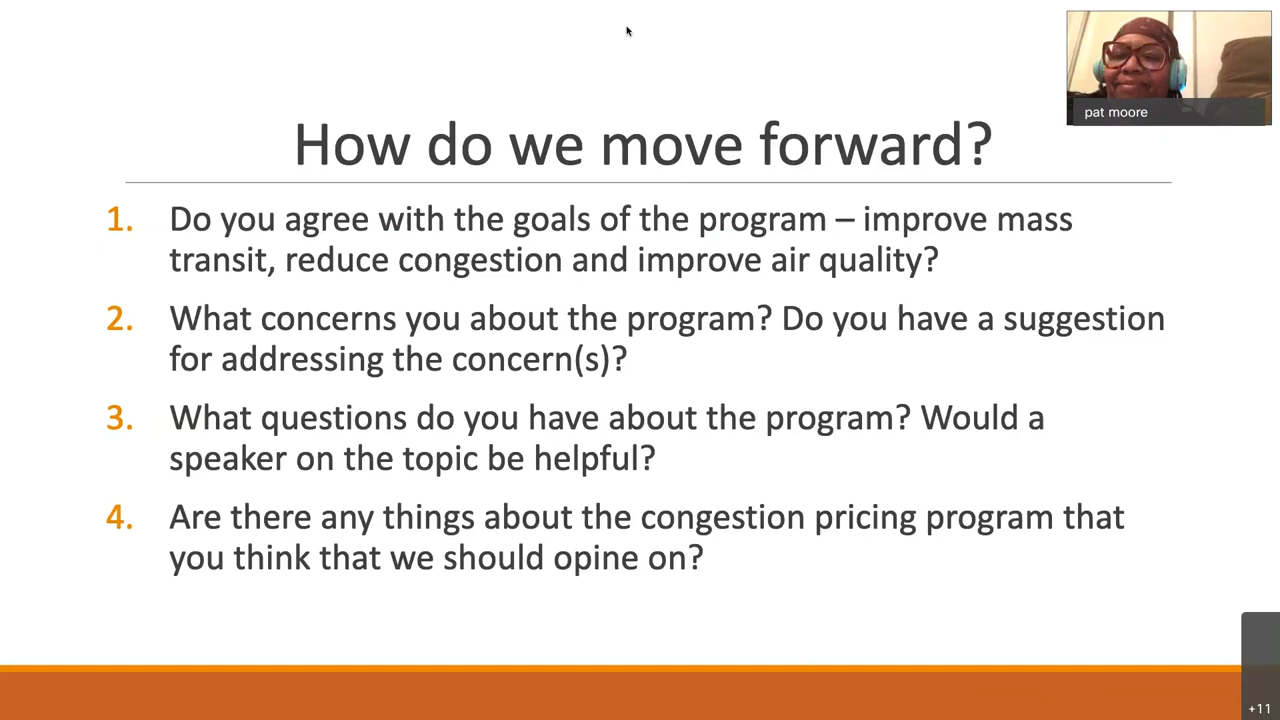 pat moore
How do we move forward?
1. Do you agree with the goals of the program – improve mass
transit, reduce congestion and improve air quality?
2. What concerns you about the program? Do you have a suggestion
for addressing the concern(s)?
3. What questions do you have about the program? Would a
speaker on the topic be helpful?
4. Are there any things about the congestion pricing program that
you think that we should opine on?
+11